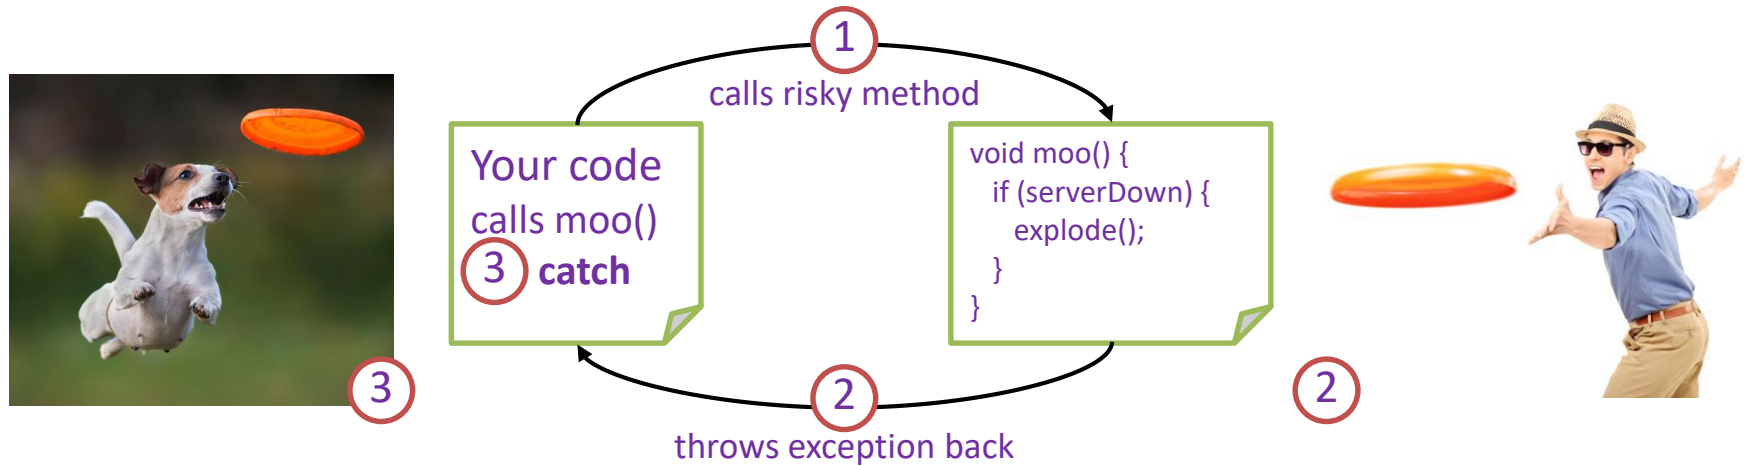 1
calls risky method
Your code
calls moo()
3 catch
void moo() {
if (serverDown) {
explode();
}
}
3
2
2
throws exception back